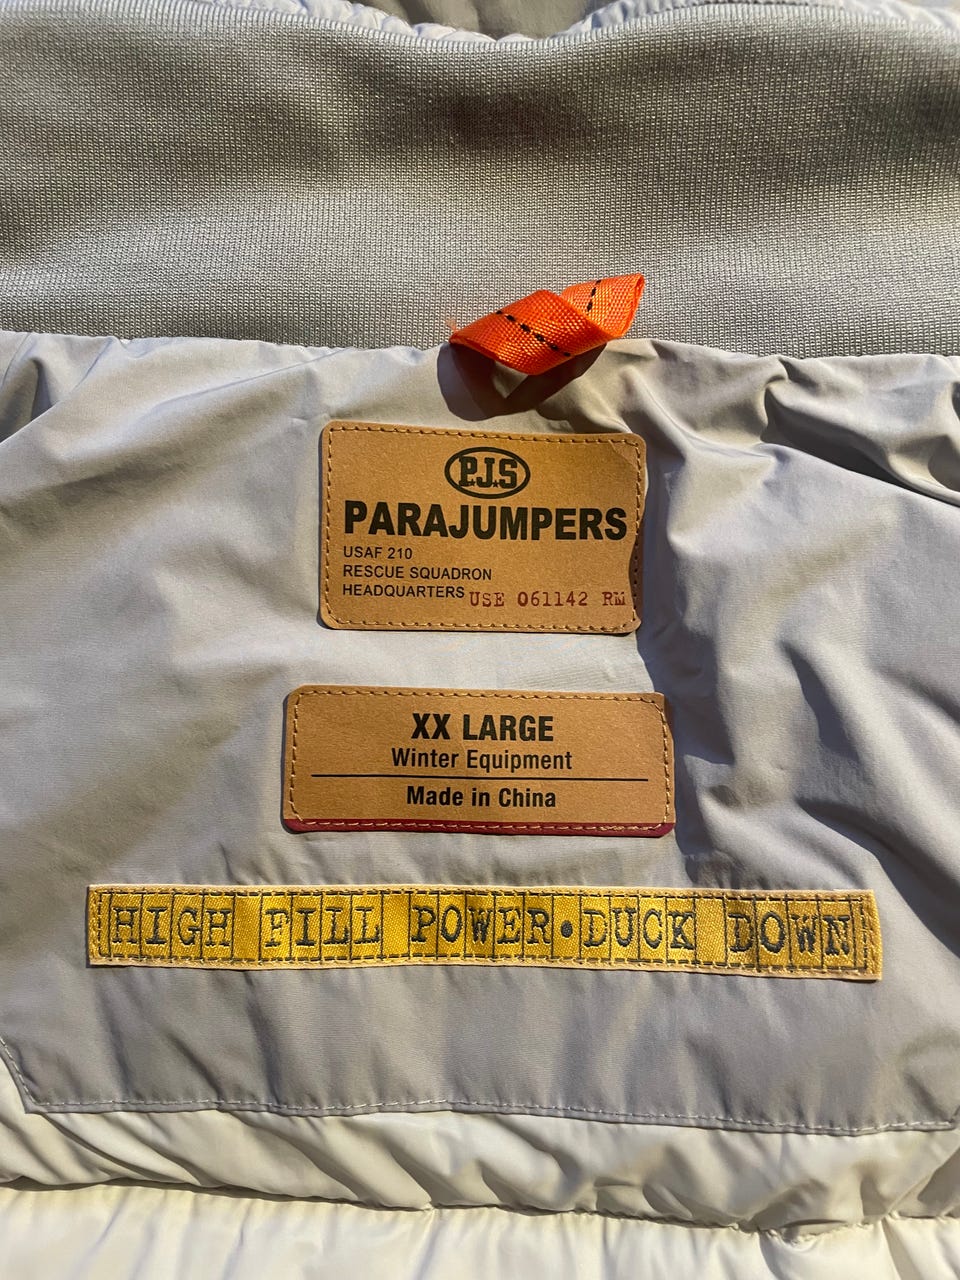 P.J.S
PARAJUMPERS
USAF 210
RESCUE SQUADRON
HEADQUARTERS USE 061142 RM
XX LARGE
Winter Equipment
Made in China
HIGH FILL POWER•DUCK DOWN